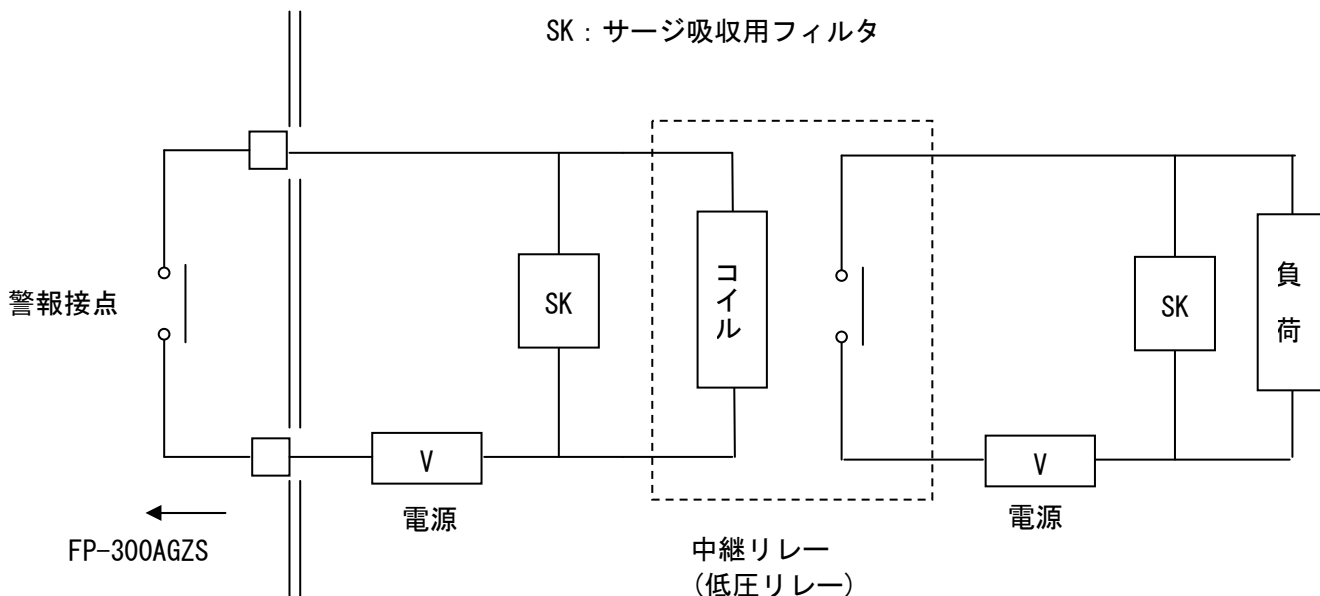 SK：サージ吸収用フィルタ
警報接点
SK
コイル
SK
負荷
V
電源
V
電源
FP-300AGZS
中継リレー
(低圧リレー)